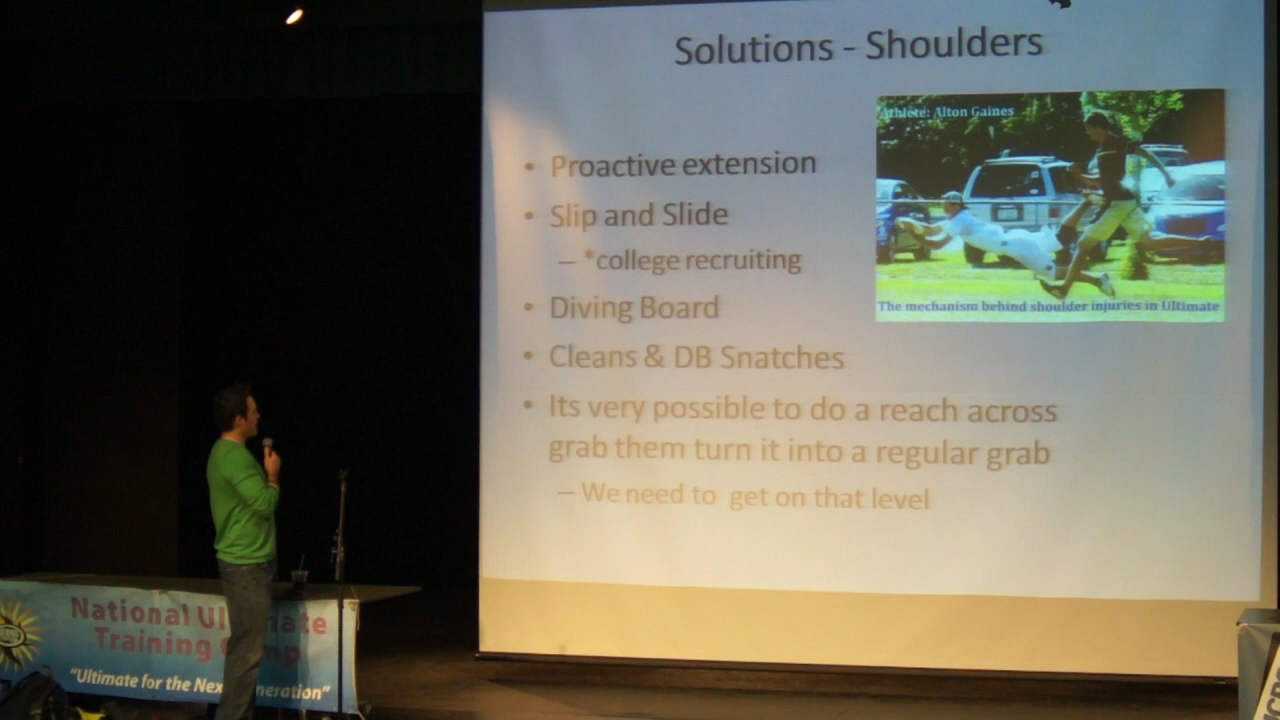 Solutions - Shoulders
Athlete: Alton Gaines
• Proactive extension
• Slip and Slide
– *college recruiting
The mechanism behind shoulder injuries in Ultimate
• Diving Board
• Cleans & DB Snatches
• Its very possible to do a reach across
grab them turn it into a regular grab
– We need to get on that level
National Ul mate
Training C mp
"Ultimate for the Nex eneration"